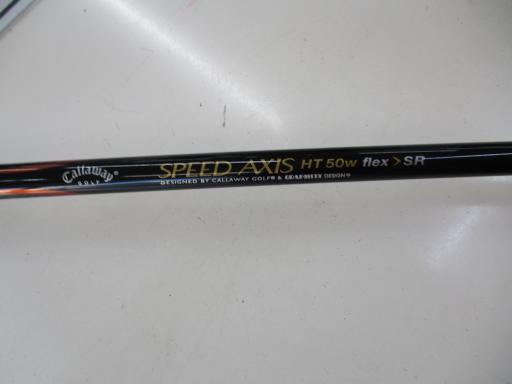 Callaway®
GOLF
SPEED AXIS HT 50w flex > SR
DESIGNED BY CALLAWAY GOLF® & GRAPHITE DESIGN®